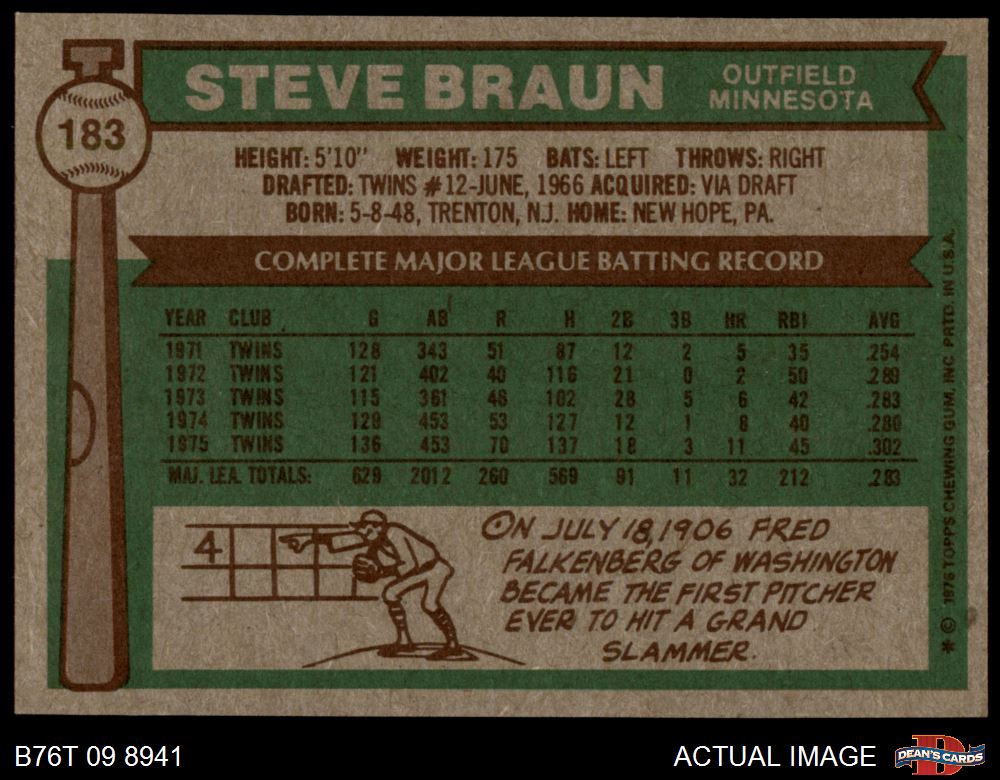 183
STEVE BRAUN
OUTFIELD
MINNESOTA
HEIGHT: 5'10" WEIGHT: 175 BATS: LEFT THROWS: RIGHT
DRAFTED: TWINS #12-JUNE, 1966 ACQUIRED: VIA DRAFT
BORN: 5-8-48, TRENTON, N.J. HOME: NEW HOPE, PA.
COMPLETE MAJOR LEAGUE BATTING RECORD
YEAR CLUB G AB R H 2B 3B HR RBI AVG
1971 TWINS 128 343 51 87 12 2 5 35 .254
1972 TWINS 121 402 40 116 21 0 2 50 .289
1973 TWINS 115 361 46 102 28 5 6 42 .283
1974 TWINS 129 453 53 127 12 1 8 40 .280
1975 TWINS 136 453 70 137 18 3 11 45 .302
MAJ. LEA. TOTALS: 629 2012 260 569 91 11 32 212 .283
4
ON JULY 18, 1906 FRED
FALKENBERG OF WASHINGTON
BECAME THE FIRST PITCHER
EVER TO HIT A GRAND
SLAMMER.
* © 1976 TOPPS CHEWING GUM, INC. PRTD. IN U.S.A.
B76T 09 8941
ACTUAL IMAGE
D
DEAN'S CARDS